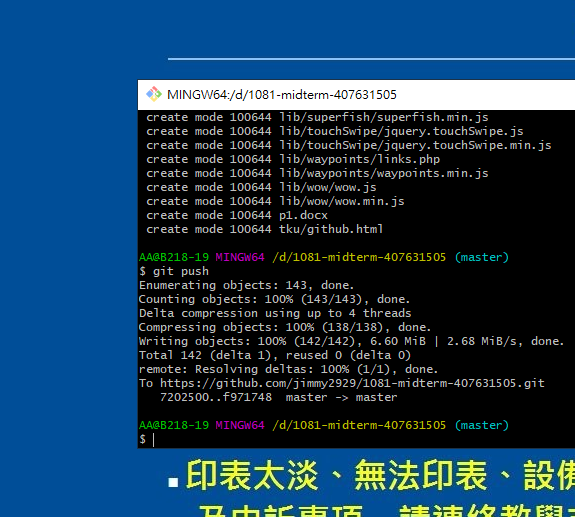 MINGW64:/d/1081-midterm-407631505
create mode 100644 lib/superfish/superfish.min.js
create mode 100644 lib/touchSwipe/jquery.touchSwipe.js
create mode 100644 lib/touchSwipe/jquery.touchSwipe.min.js
create mode 100644 lib/waypoints/links.php
create mode 100644 lib/waypoints/waypoints.min.js
create mode 100644 lib/wow/wow.js
create mode 100644 lib/wow/wow.min.js
create mode 100644 p1.docx
create mode 100644 tku/github.html
AA@B218-19 MINGW64 /d/1081-midterm-407631505 (master)
$ git push
Enumerating objects: 143, done.
Counting objects: 100% (143/143), done.
Delta compression using up to 4 threads
Compressing objects: 100% (138/138), done.
Writing objects: 100% (142/142), 6.60 MiB | 2.68 MiB/s, done.
Total 142 (delta 1), reused 0 (delta 0)
remote: Resolving deltas: 100% (1/1), done.
To https://github.com/jimmy2929/1081-midterm-407631505.git
7202500..f971748  master -> master
AA@B218-19 MINGW64 /d/1081-midterm-407631505 (master)
$
▪印表太淡、無法印表、設備
及申訴事項，請連絡教學